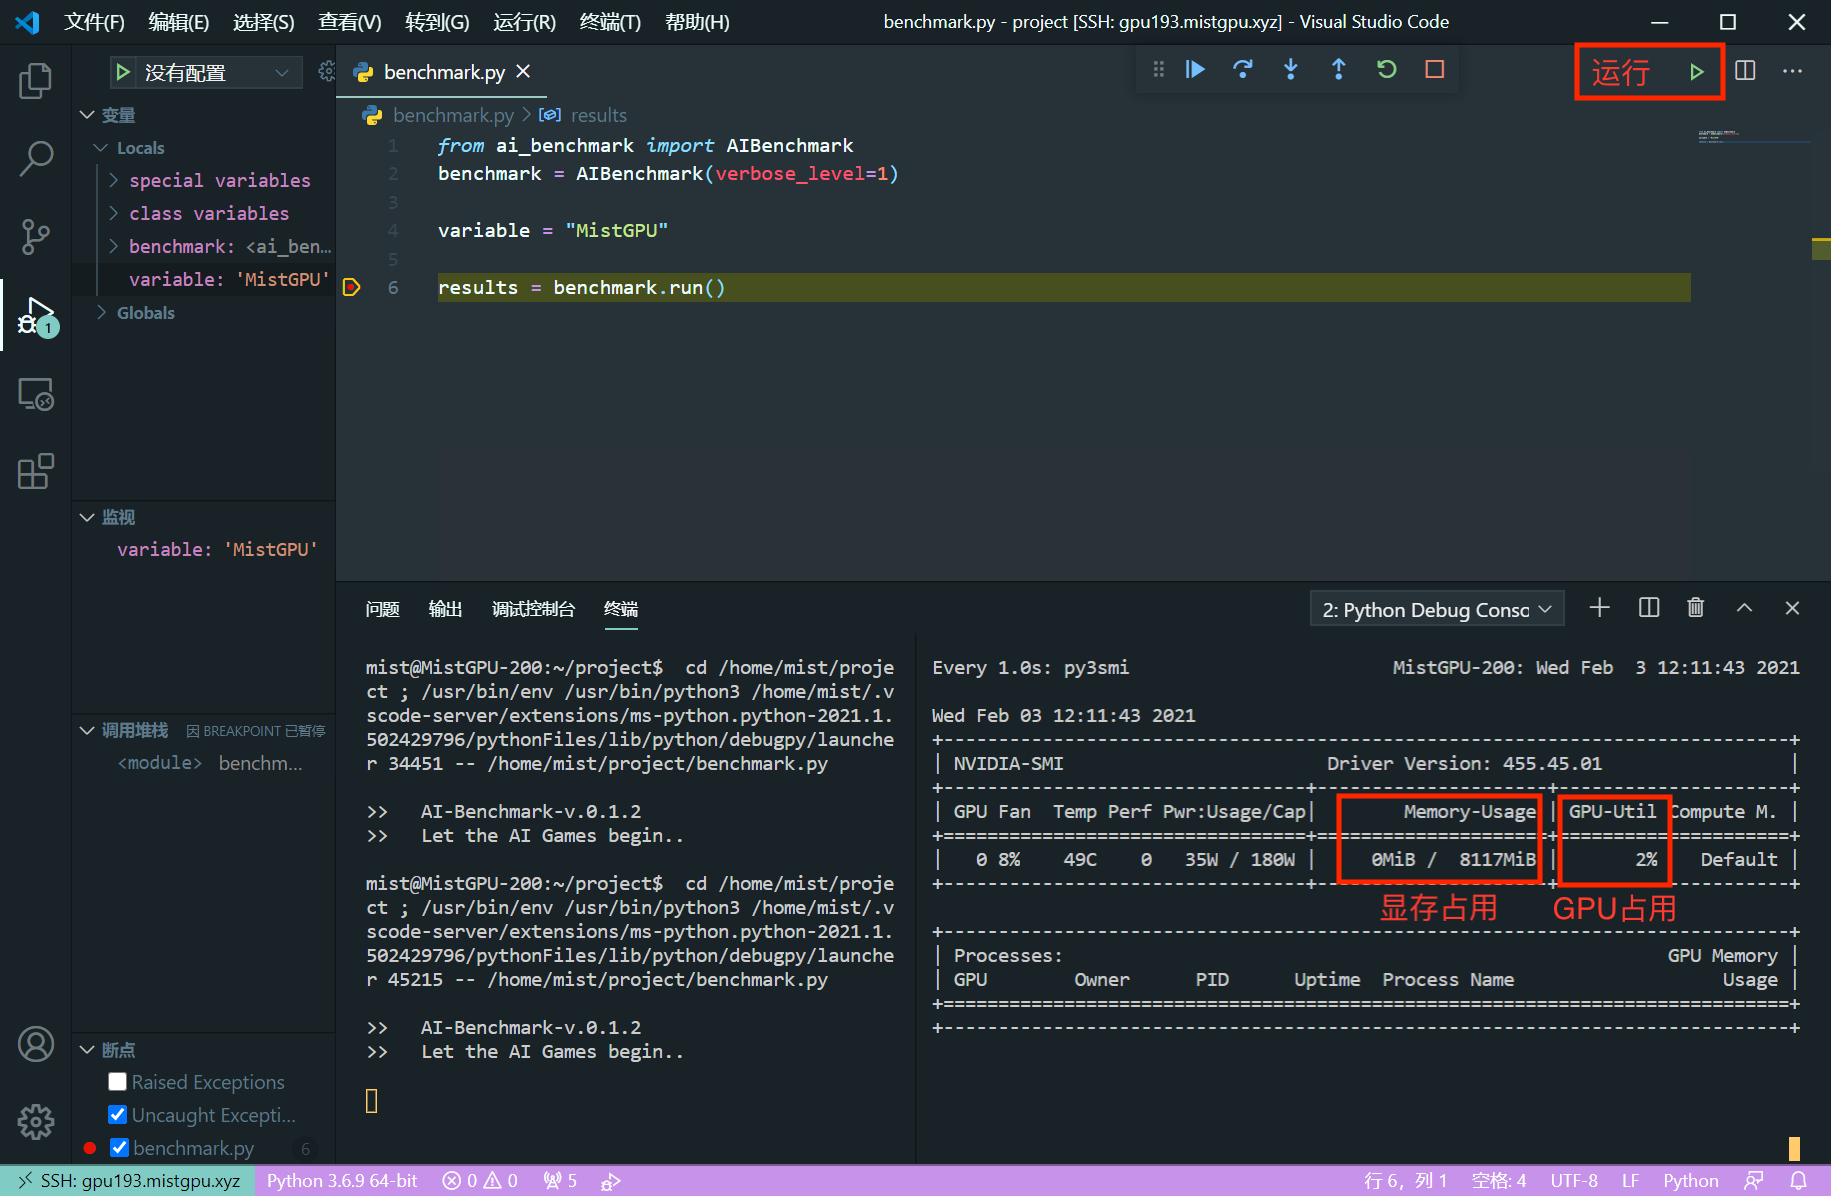 文件(F) 编辑(E) 选择(S) 查看(V) 转到(G) 运行(R) 终端(T) 帮助(H) benchmark.py - project [SSH: gpu193.mistgpu.xyz] - Visual Studio Code
没有配置
benchmark.py
运行
变量
Locals
special variables
class variables
benchmark: <ai_ben...
variable: 'MistGPU'
Globals
监视
variable: 'MistGPU'
调用堆栈 因 BREAKPOINT 已暂停
<module> benchm...
断点
Raised Exceptions
Uncaught Excepti...
benchmark.py 6
1
benchmark.py > results
1 from ai_benchmark import AIBenchmark
2 benchmark = AIBenchmark(verbose_level=1)
3
4 variable = "MistGPU"
5
6 results = benchmark.run()
问题 输出 调试控制台 终端
2: Python Debug Consc
mist@MistGPU-200:~/project$  cd /home/mist/proje
ct ; /usr/bin/env /usr/bin/python3 /home/mist/.v
scode-server/extensions/ms-python.python-2021.1.
502429796/pythonFiles/lib/python/debugpy/launche
r 34451 -- /home/mist/project/benchmark.py
>>   AI-Benchmark-v.0.1.2
>>   Let the AI Games begin..
mist@MistGPU-200:~/project$  cd /home/mist/proje
ct ; /usr/bin/env /usr/bin/python3 /home/mist/.v
scode-server/extensions/ms-python.python-2021.1.
502429796/pythonFiles/lib/python/debugpy/launche
r 45215 -- /home/mist/project/benchmark.py
>>   AI-Benchmark-v.0.1.2
>>   Let the AI Games begin..
Every 1.0s: py3smi MistGPU-200: Wed Feb  3 12:11:43 2021
Wed Feb 03 12:11:43 2021
| NVIDIA-SMI Driver Version: 455.45.01 |
| GPU Fan  Temp Perf Pwr:Usage/Cap| Memory-Usage | GPU-Util Compute M. |
| 0 8%    49C    0   35W / 180W | 0MiB /  8117MiB | 2%    Default |
显存占用 GPU占用
| Processes: GPU Memory |
| GPU Owner PID Uptime Process Name Usage |
SSH: gpu193.mistgpu.xyz Python 3.6.9 64-bit 0 0 5 行 6，列 1 空格: 4 UTF-8 LF Python